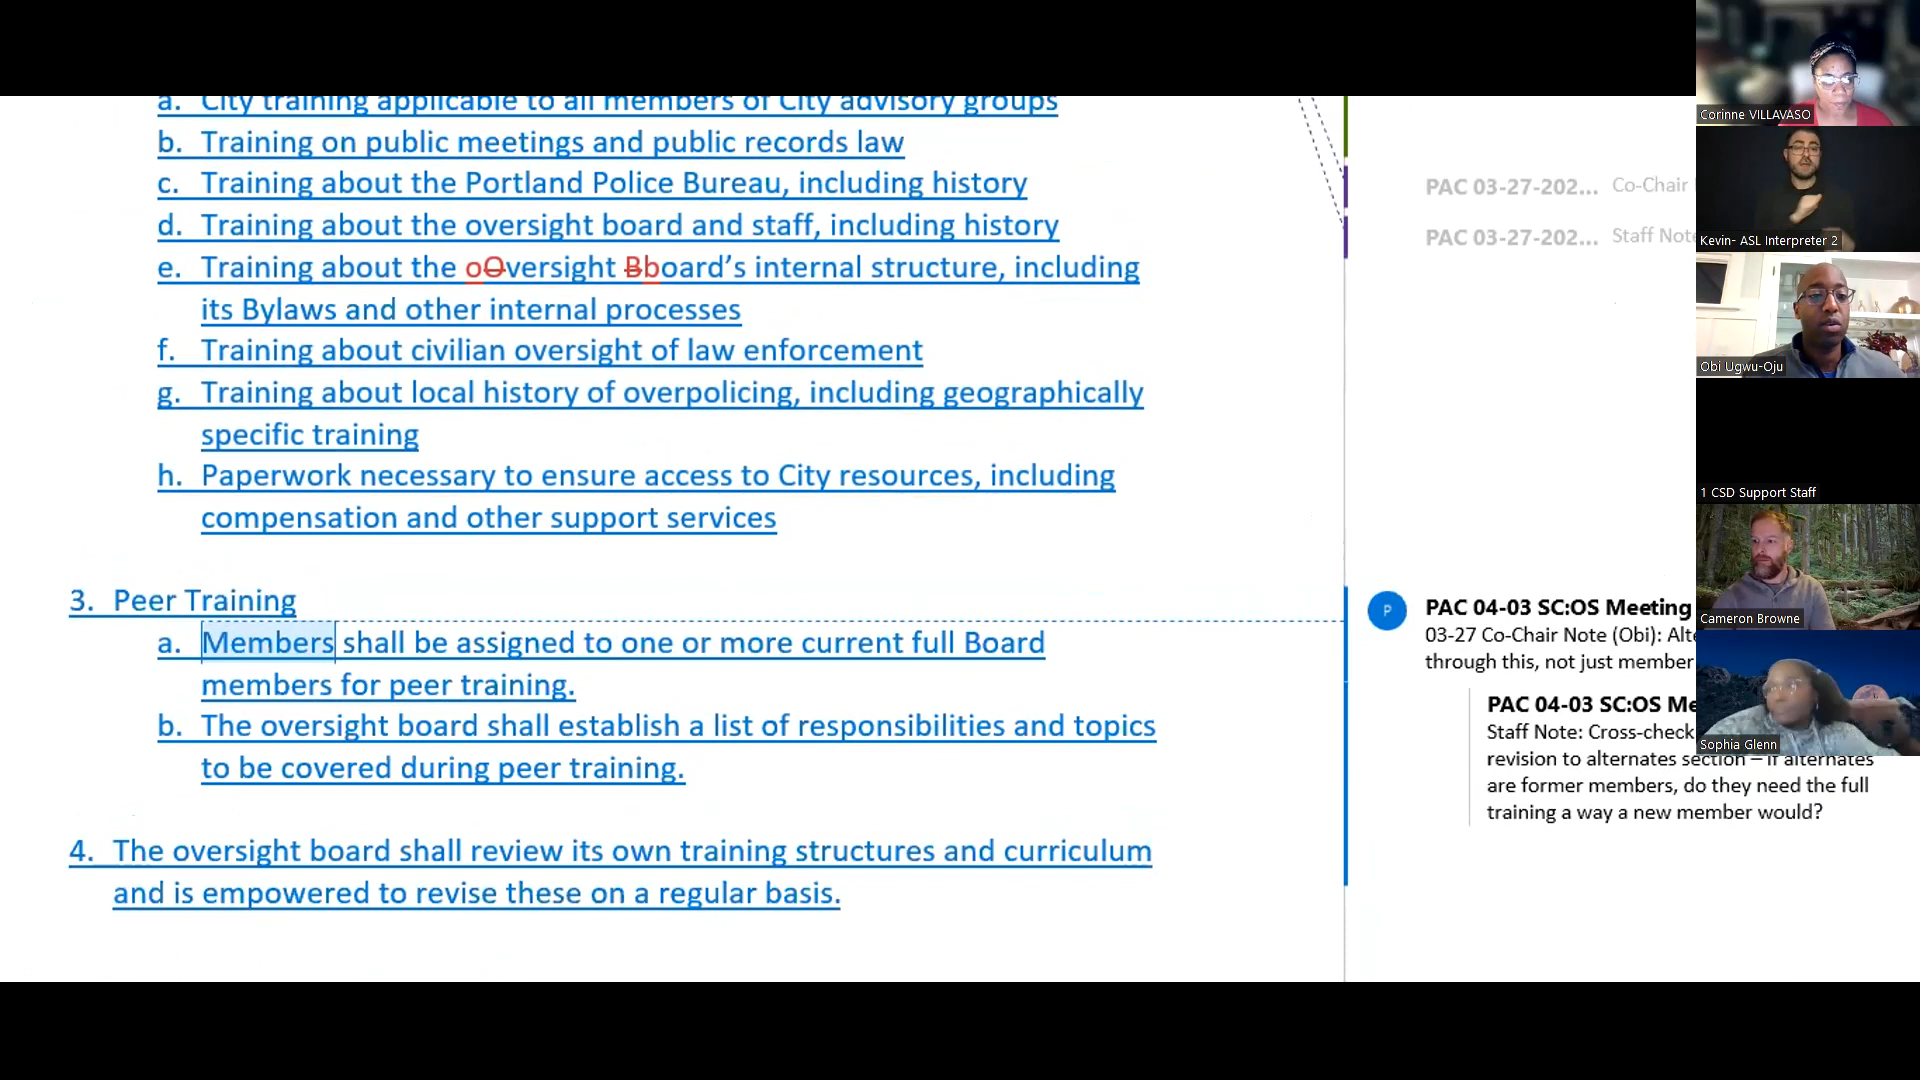 a. City training applicable to all members of City advisory groups
b. Training on public meetings and public records law
c. Training about the Portland Police Bureau, including history
d. Training about the oversight board and staff, including history
e. Training about the oOversight Bboard's internal structure, including
its Bylaws and other internal processes
f. Training about civilian oversight of law enforcement
g. Training about local history of overpolicing, including geographically
specific training
h. Paperwork necessary to ensure access to City resources, including
compensation and other support services
3. Peer Training
a. Members shall be assigned to one or more current full Board
members for peer training.
b. The oversight board shall establish a list of responsibilities and topics
to be covered during peer training.
4. The oversight board shall review its own training structures and curriculum
and is empowered to revise these on a regular basis.
PAC 03-27-202... Co-Chair
PAC 03-27-202... Staff Note
P
PAC 04-03 SC:OS Meeting
03-27 Co-Chair Note (Obi):
through this, not just member
PAC 04-03 SC:OS
Staff Note: Cross-check
revision to alternates section – if alternates
are former members, do they need the full
training a way a new member would?
Corinne VILLAVASO
Kevin- ASL Interpreter 2
Obi Ugwu-Oju
1 CSD Support Staff
Cameron Browne
Sophia Glenn